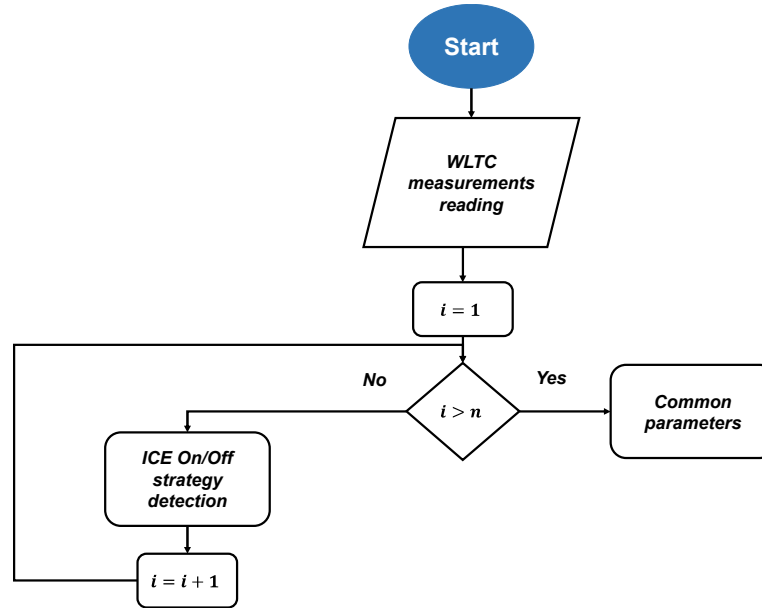 Start
WLTC
measurements
reading
i = 1
No
Yes
i > n
Common
parameters
ICE On/Off
strategy
detection
i = i + 1